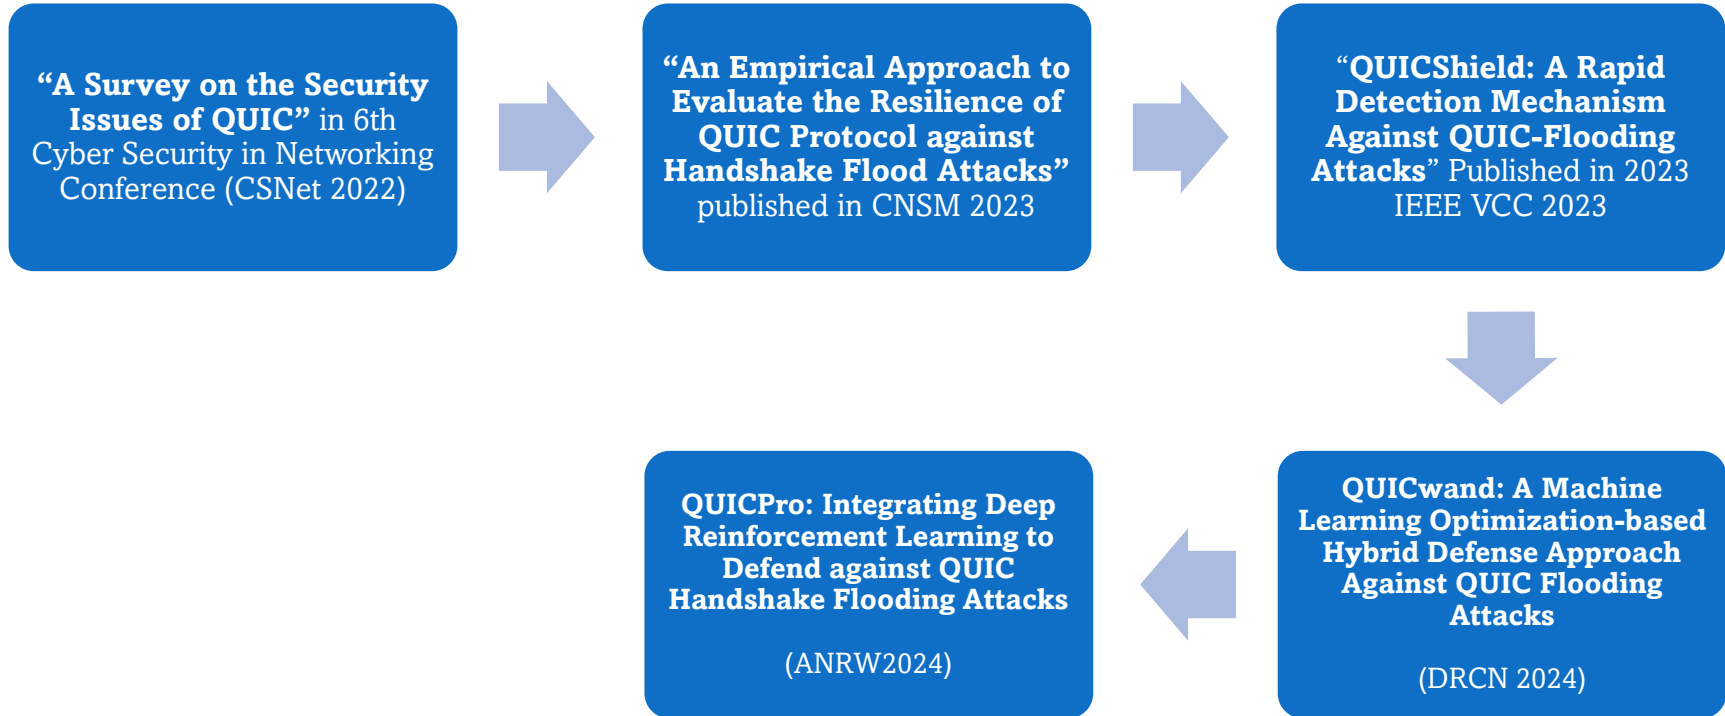 “A Survey on the Security
Issues of QUIC” in 6th
Cyber Security in Networking
Conference (CSNet 2022)
“An Empirical Approach to
Evaluate the Resilience of
QUIC Protocol against
Handshake Flood Attacks”
published in CNSM 2023
“QUICShield: A Rapid
Detection Mechanism
Against QUIC-Flooding
Attacks” Published in 2023
IEEE VCC 2023
QUICwand: A Machine
Learning Optimization-based
Hybrid Defense Approach
Against QUIC Flooding
Attacks
(DRCN 2024)
QUICPro: Integrating Deep
Reinforcement Learning to
Defend against QUIC
Handshake Flooding Attacks
(ANRW2024)